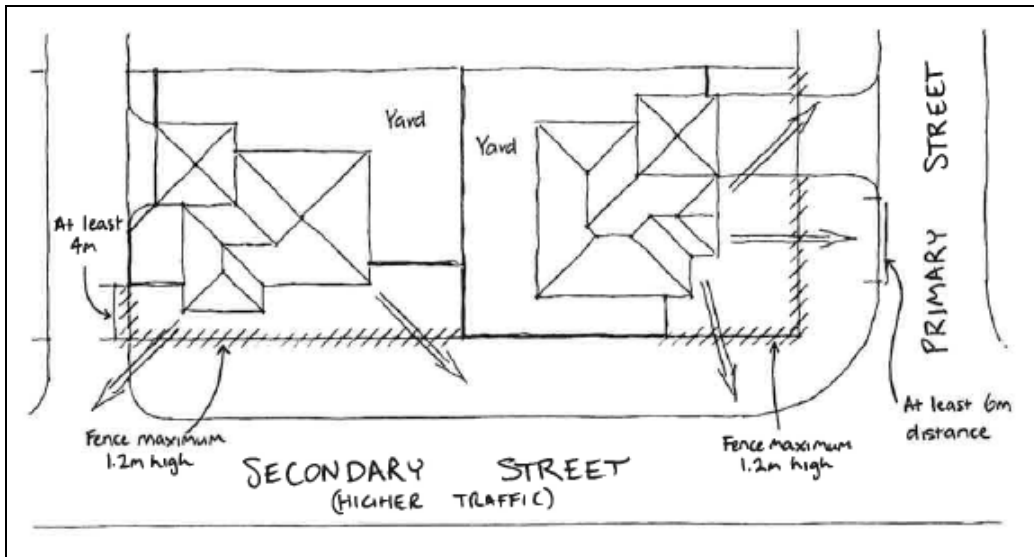 Yard
Yard
At least
4m
PRIMARY STREET
At least 6m
distance
Fence maximum
1.2m high
Fence maximum
1.2m high
SECONDARY STREET
(HIGHER TRAFFIC)